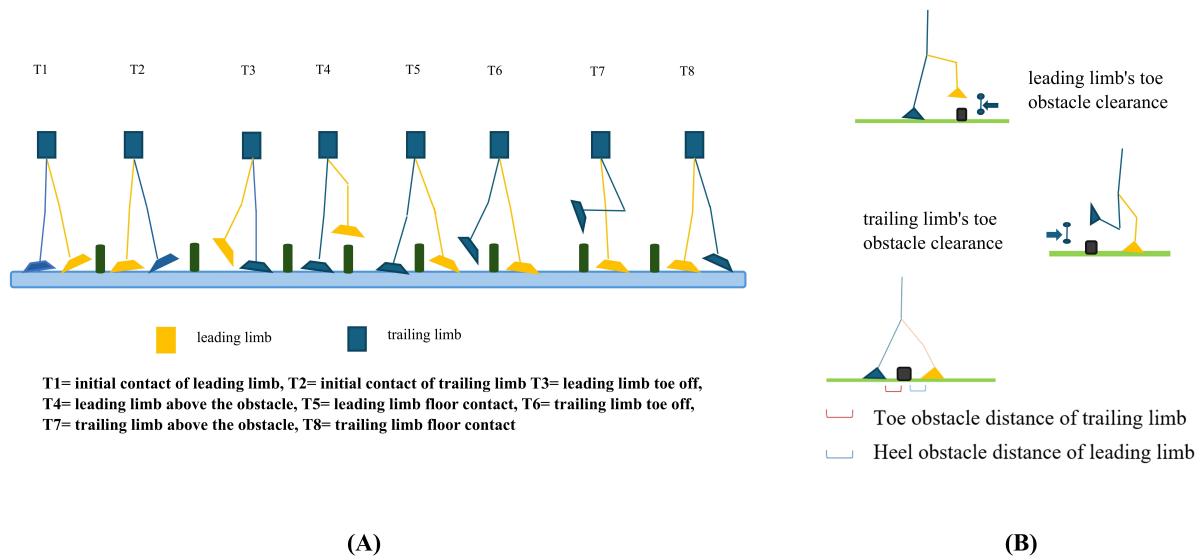 T1 T2 T3 T4 T5 T6 T7 T8
leading limb trailing limb
T1= initial contact of leading limb, T2= initial contact of trailing limb T3= leading limb toe off,
T4= leading limb above the obstacle, T5= leading limb floor contact, T6= trailing limb toe off,
T7= trailing limb above the obstacle, T8= trailing limb floor contact
(A)
leading limb's toe
obstacle clearance
trailing limb's toe
obstacle clearance
Toe obstacle distance of trailing limb
Heel obstacle distance of leading limb
(B)